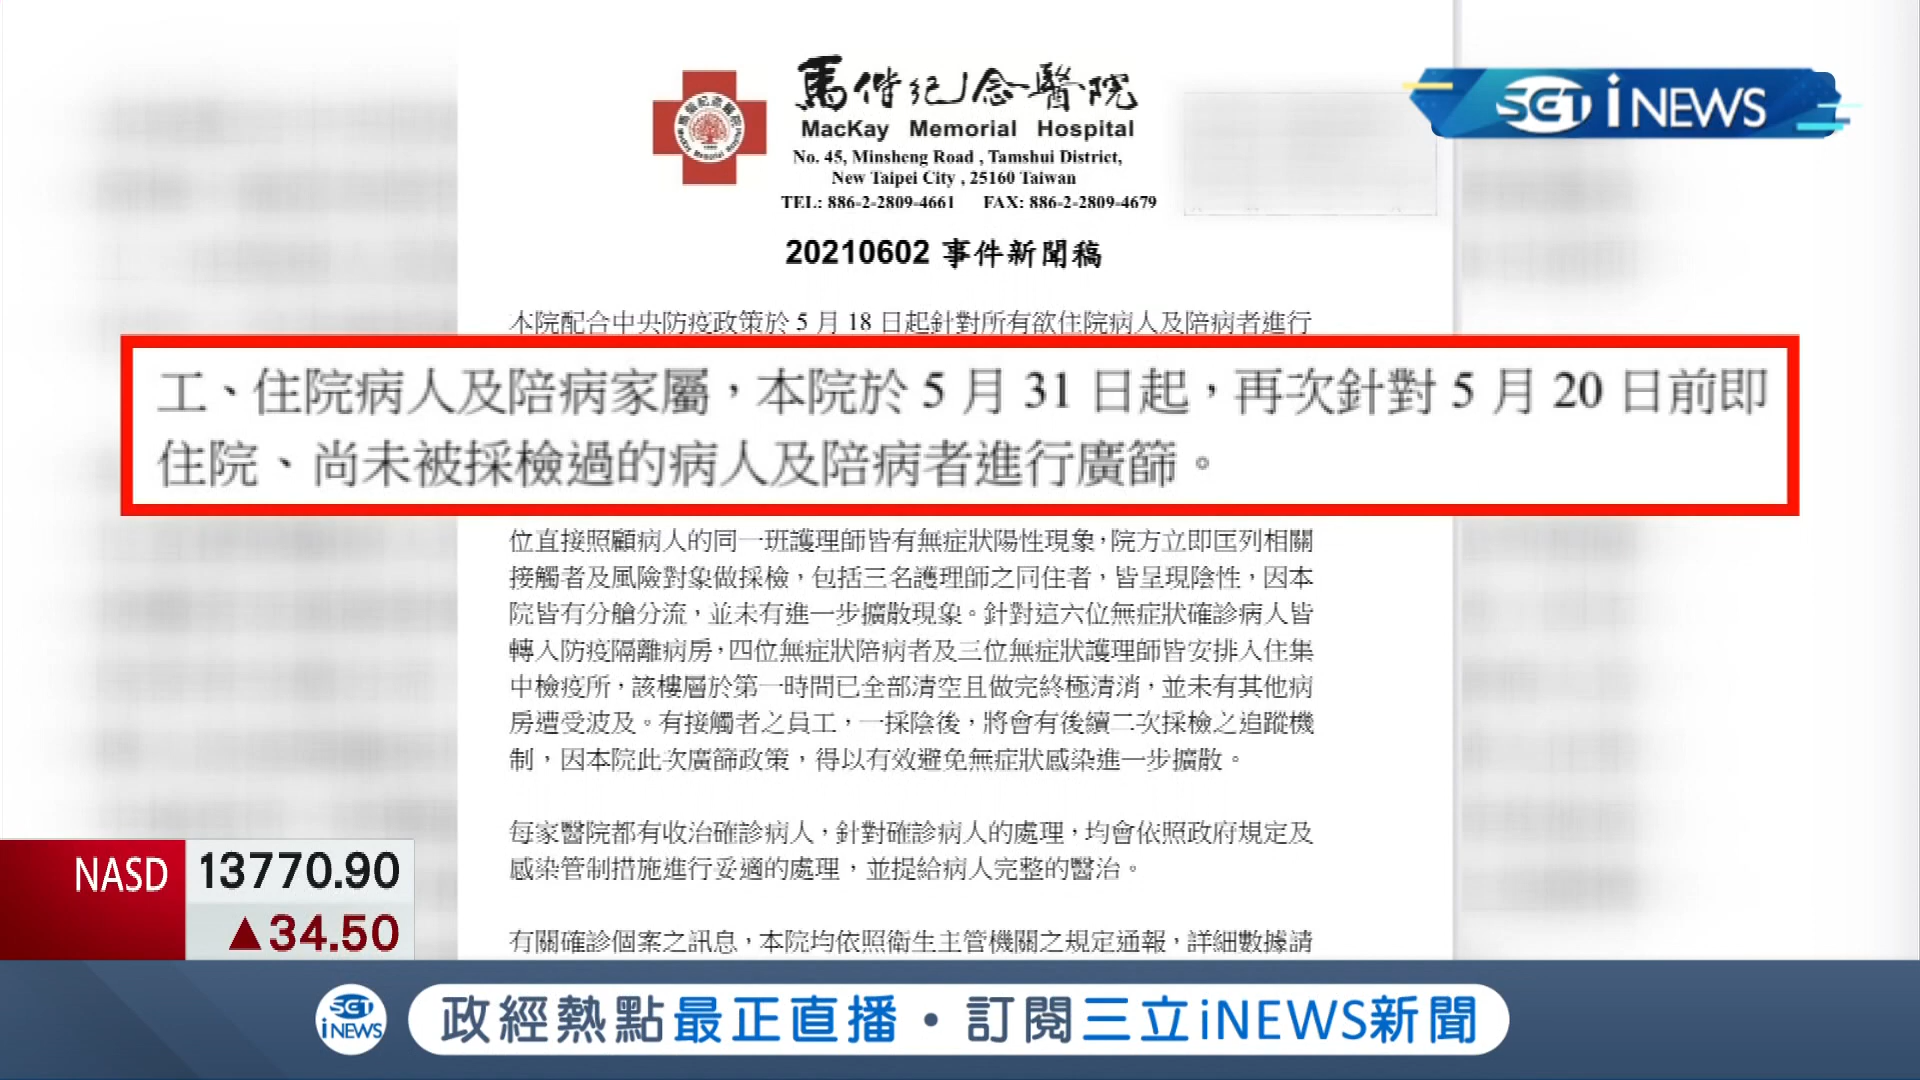 馬偕紀念醫院
MacKay Memorial Hospital
No. 45, Minsheng Road , Tamshui District,
New Taipei City , 25160 Taiwan
TEL: 886-2-2809-4661 FAX: 886-2-2809-4679
SET iNEWS
20210602 事件新聞稿
本院配合中央防疫政策於 5 月 18 日起針對所有欲住院病人及陪病者進行
工、住院病人及陪病家屬，本院於 5 月 31 日起，再次針對 5 月 20 日前即
住院、尚未被採檢過的病人及陪病者進行廣篩。
位直接照顧病人的同一班護理師皆有無症狀陽性現象，院方立即匡列相關
接觸者及風險對象做採檢，包括三名護理師之同住者，皆呈現陰性，因本
院皆有分艙分流，並未有進一步擴散現象。針對這六位無症狀確診病人皆
轉入防疫隔離病房，四位無症狀陪病者及三位無症狀護理師皆安排入住集
中檢疫所，該樓層於第一時間已全部清空且做完終極清消，並未有其他病
房遭受波及。有接觸者之員工，一採陰後，將會有後續二次採檢之追蹤機
制，因本院此次廣篩政策，得以有效避免無症狀感染進一步擴散。
每家醫院都有收治確診病人，針對確診病人的處理，均會依照政府規定及
感染管制措施進行妥適的處理，並提給病人完整的醫治。
有關確診個案之訊息，本院均依照衛生主管機關之規定通報，詳細數據請
NASD 13770.90
▲34.50
SET iNEWS 政經熱點最正直播・訂閱三立iNEWS新聞